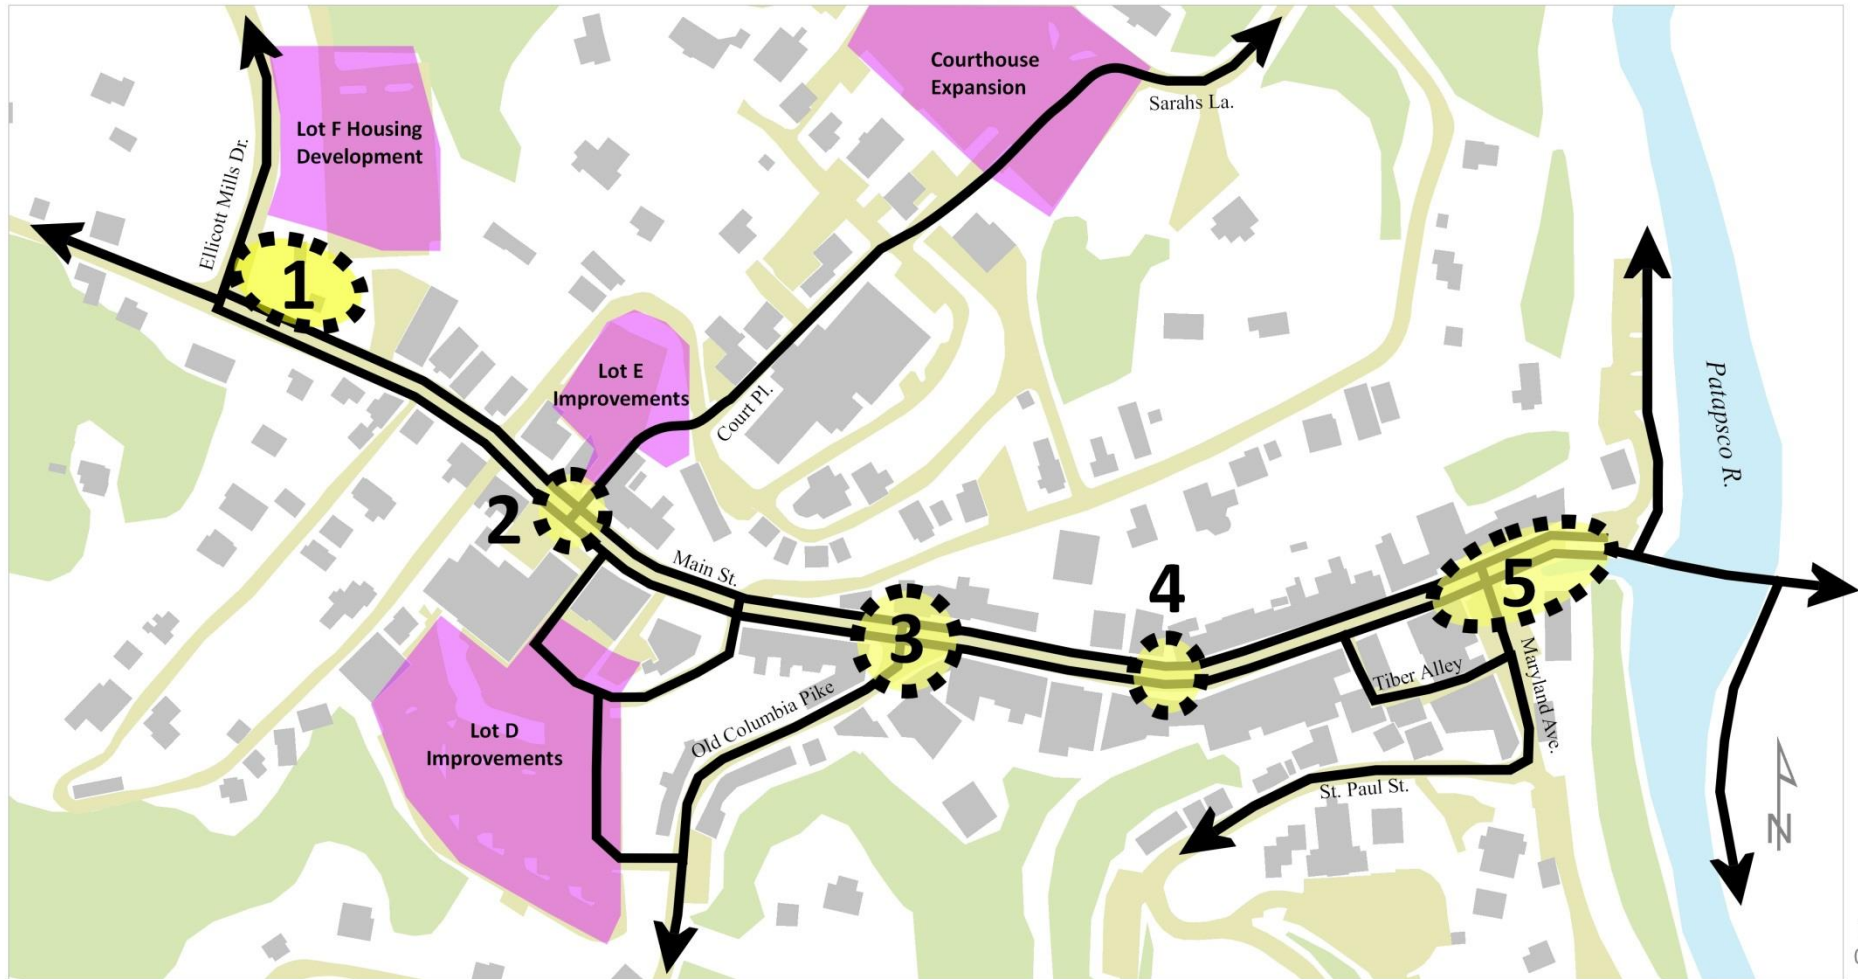 Courthouse
Expansion
Sarahs La.
Lot F Housing
Development
Ellicott Mills Dr.
1
Lot E
Improvements
Court Pl.
Patapsco R.
2
Main St.
3
4
5
Tiber Alley
Maryland Ave.
Old Columbia Pike
Lot D
Improvements
St. Paul St.
N